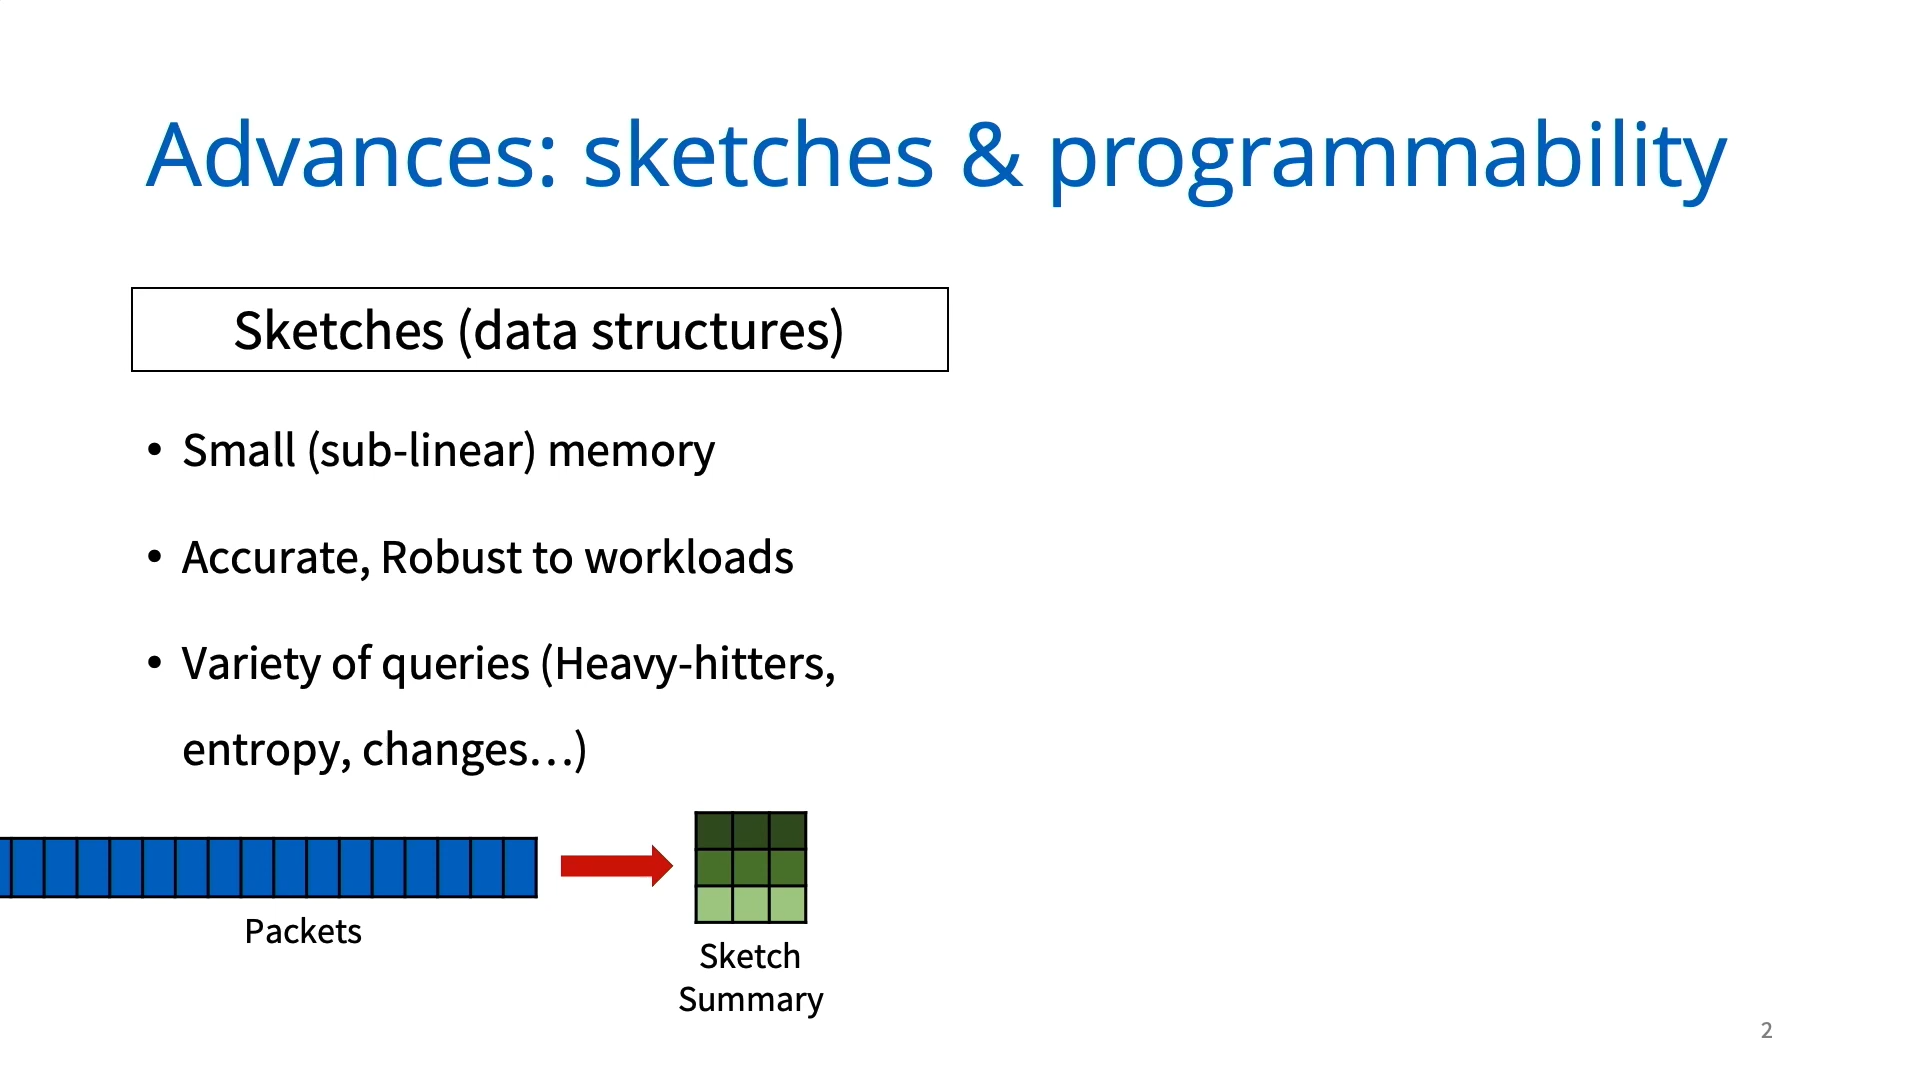 Advances: sketches & programmability
Sketches (data structures)
• Small (sub-linear) memory
• Accurate, Robust to workloads
• Variety of queries (Heavy-hitters,
entropy, changes...)
Packets
Sketch
Summary
2